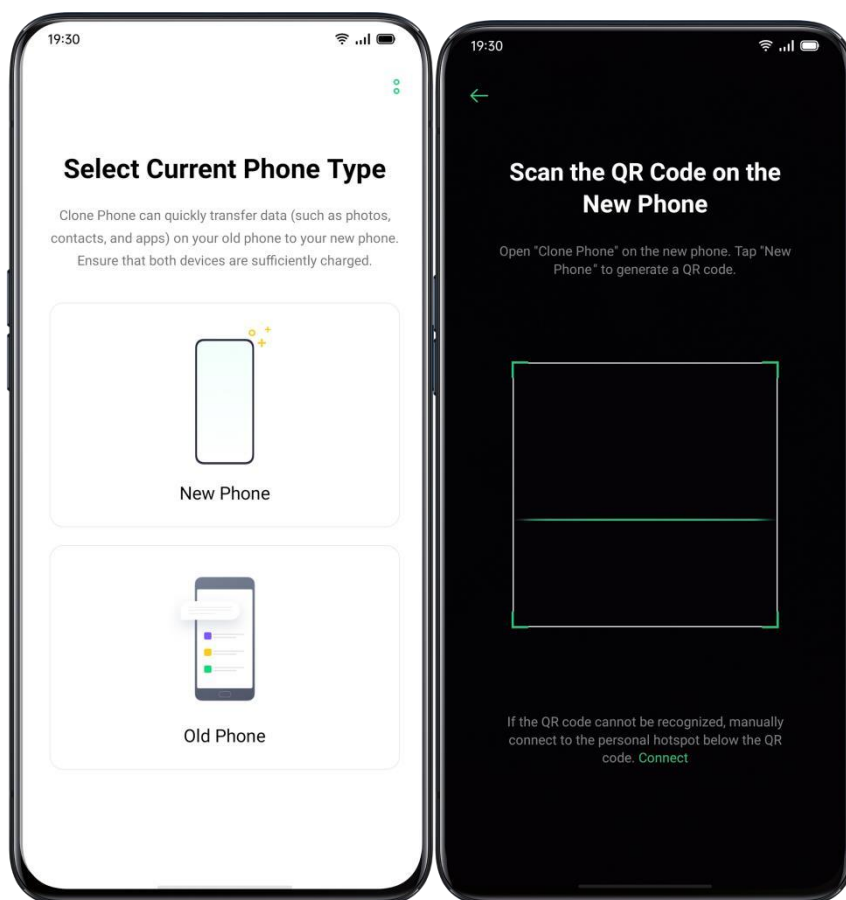 19:30
Select Current Phone Type
Clone Phone can quickly transfer data (such as photos,
contacts, and apps) on your old phone to your new phone.
Ensure that both devices are sufficiently charged.
New Phone
Old Phone
19:30
Scan the QR Code on the
New Phone
Open "Clone Phone" on the new phone. Tap "New
Phone" to generate a QR code.
If the QR code cannot be recognized, manually
connect to the personal hotspot below the QR
code. Connect